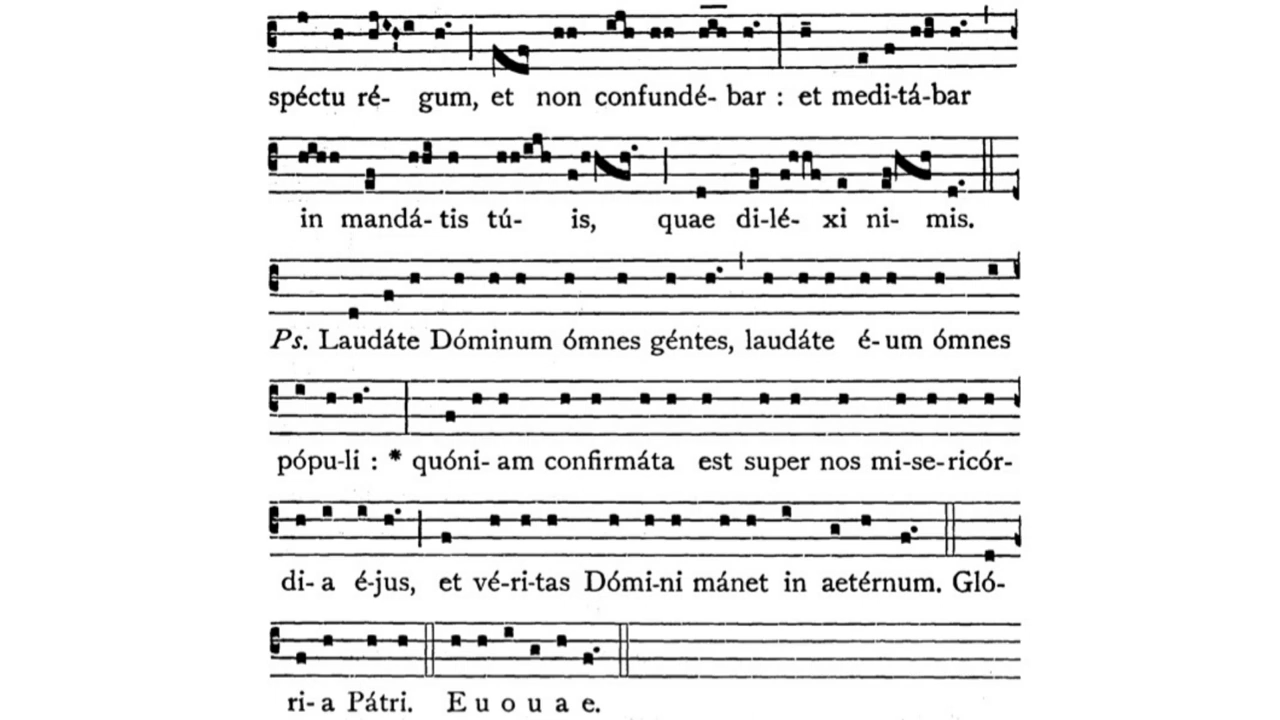 spéctu ré- gum, et non confundé- bar : et medi-tá-bar
in mandá-tis tú- is, quae di-lé- xi ni- mis.
Ps. Laudáte Dóminum ómnes géntes, laudáte é-um ómnes
pópu-li : * quóni-am confirmáta est super nos mi-se-ricór-
di-a é-jus, et vé-ri-tas Dómi-ni mánet in aetérnum. Gló-
ri-a Pátri. E u o u a e.